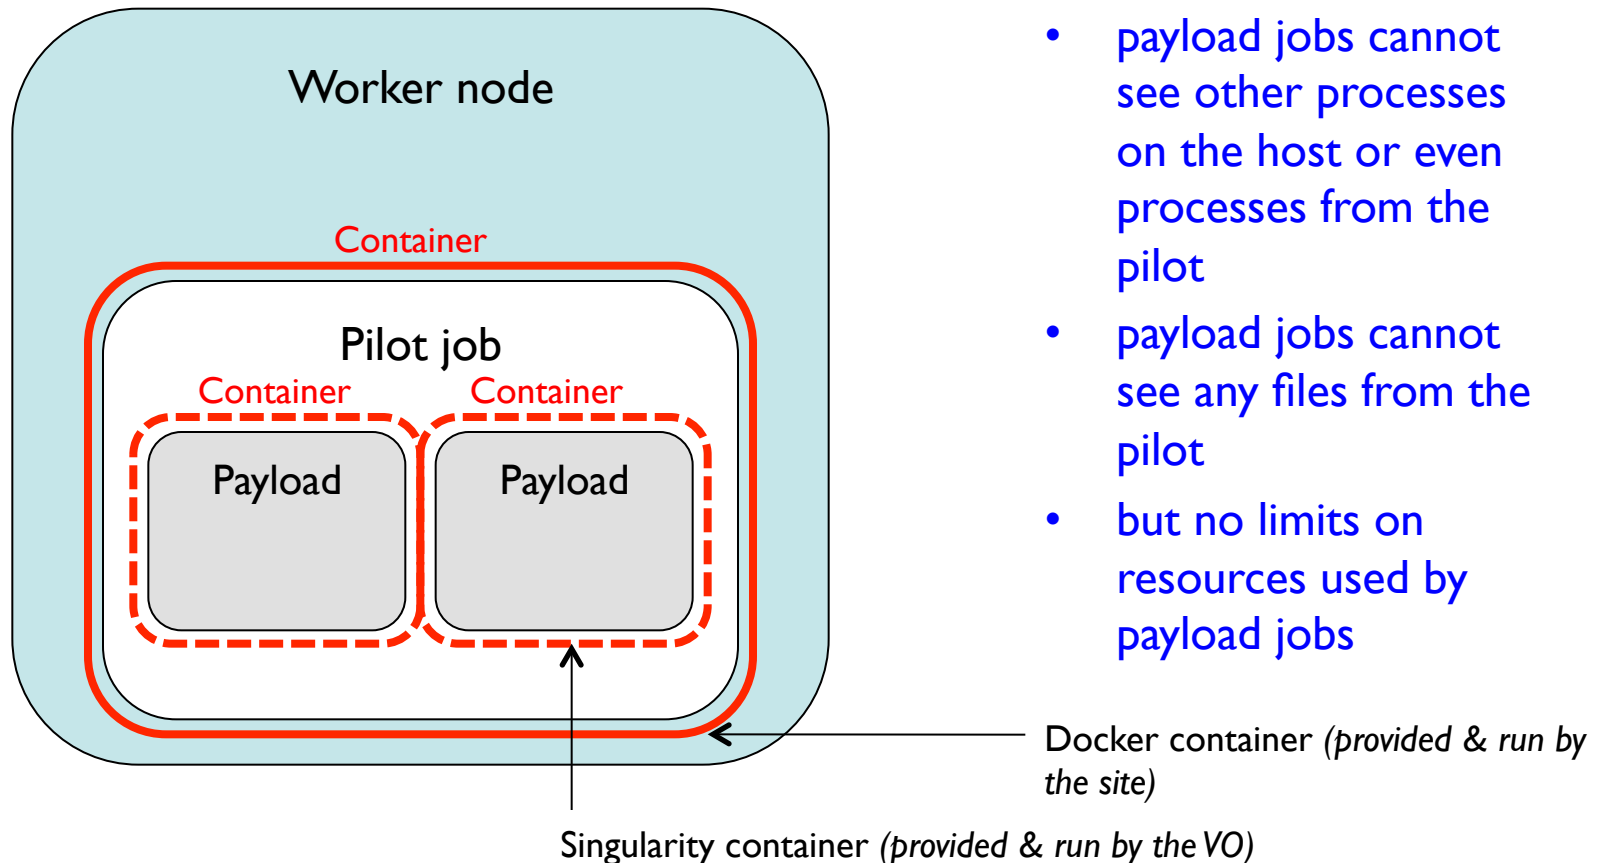 Worker node
Container
Pilot job
Container Container
Payload Payload
• payload jobs cannot
see other processes
on the host or even
processes from the
pilot
• payload jobs cannot
see any files from the
pilot
• but no limits on
resources used by
payload jobs
Docker container (provided & run by
the site)
Singularity container (provided & run by the VO)